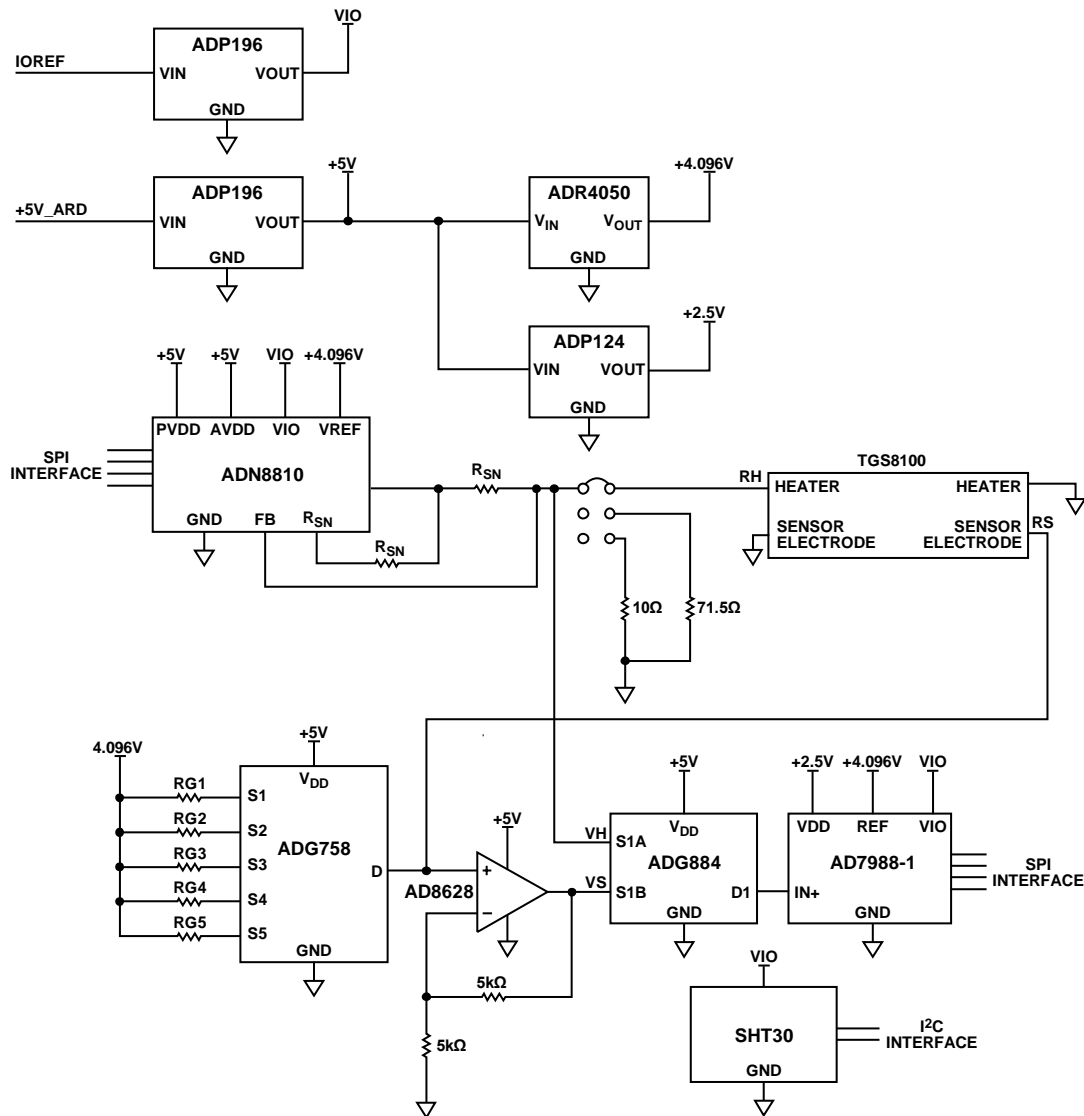 VIO
ADP196
IOREF
VIN
VOUT
GND
+5V
+4.096V
ADP196
ADR4050
+5V_ARD
VIN
VOUT
VIN
VOUT
GND
GND
+2.5V
ADP124
+5V
+5V
VIO
+4.096V
VIN
VOUT
GND
PVDD
AVDD
VIO
VREF
TGS8100
SPI
INTERFACE
ADN8810
RSN
RH
HEATER
HEATER
GND
FB
RSN
SENSOR
ELECTRODE
SENSOR
ELECTRODE
RS
RSN
10Ω
71.5Ω
4.096V
+5V
+5V
+2.5V
+4.096V
VIO
VDD
RG1
S1
RG2
S2
RG3
S3
RG4
S4
RG5
S5
ADG758
D
GND
+5V
AD8628
+
−
VH
VS
VDD
S1A
ADG884
S1B
D1
GND
VDD
REF
VIO
AD7988-1
IN+
GND
SPI
INTERFACE
5kΩ
5kΩ
VIO
SHT30
GND
I2C
INTERFACE